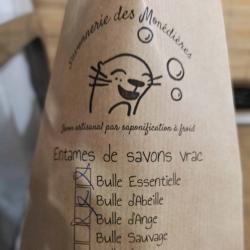 Savonnerie des Monédières
Savon artisanal par saponification à froid
Entames de savons vrac
Bulle Essentielle
Bulle d'Abeille
Bulle d'Ange
Bulle Sauvage